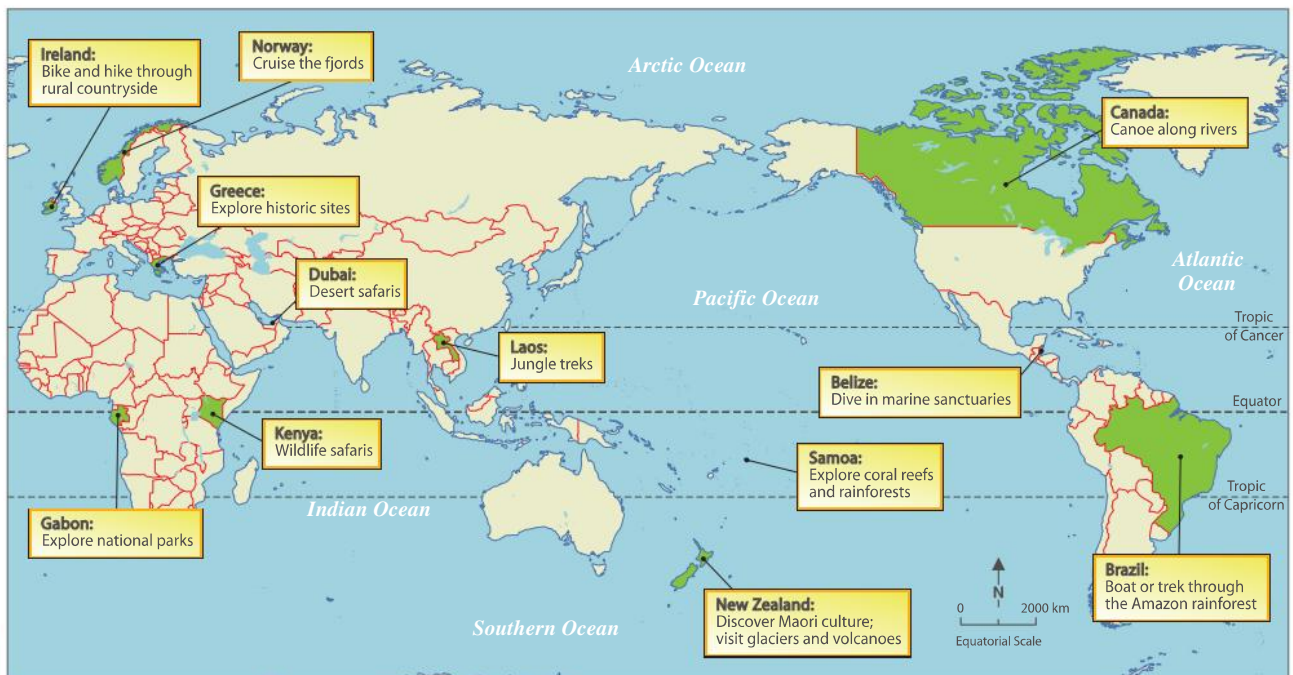 Ireland:
Bike and hike through
rural countryside
Norway:
Cruise the fjords
Arctic Ocean
Canada:
Canoe along rivers
Greece:
Explore historic sites
Dubai:
Desert safaris
Atlantic
Ocean
Pacific Ocean
Tropic
of Cancer
Laos:
Jungle treks
Belize:
Dive in marine sanctuaries
Equator
Kenya:
Wildlife safaris
Samoa:
Explore coral reefs
and rainforests
Tropic
of Capricorn
Indian Ocean
Gabon:
Explore national parks
Brazil:
Boat or trek through
the Amazon rainforest
N
0 2000 km
Equatorial Scale
New Zealand:
Discover Maori culture;
visit glaciers and volcanoes
Southern Ocean